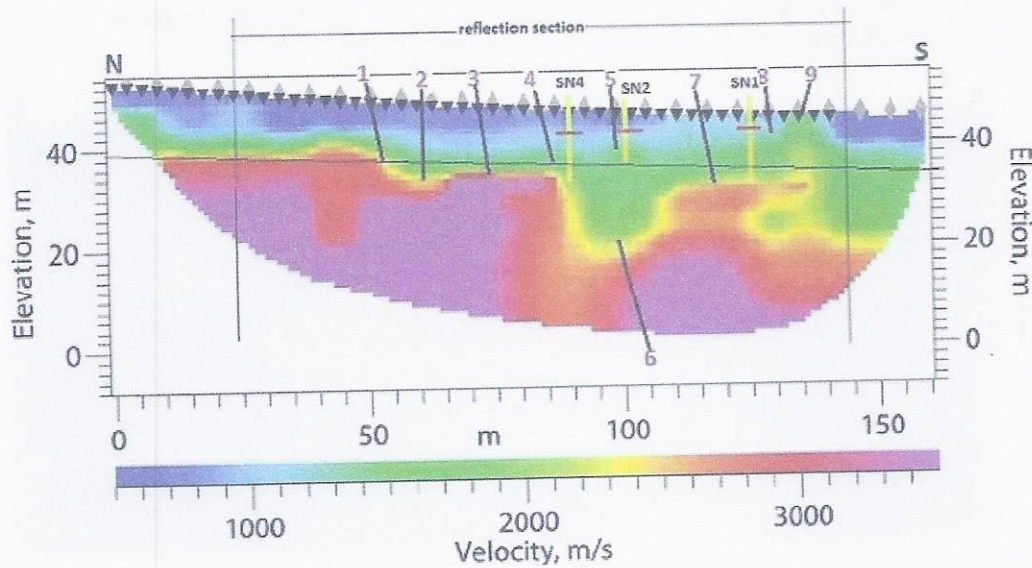 reflection section
N
S
1 2 3 4 SN4 5 SN2 7 SN1 8 9
40
40
20
20
0
0
6
Elevation, m
Elevation, m
0 50 m 100 150
1000 2000 3000
Velocity, m/s